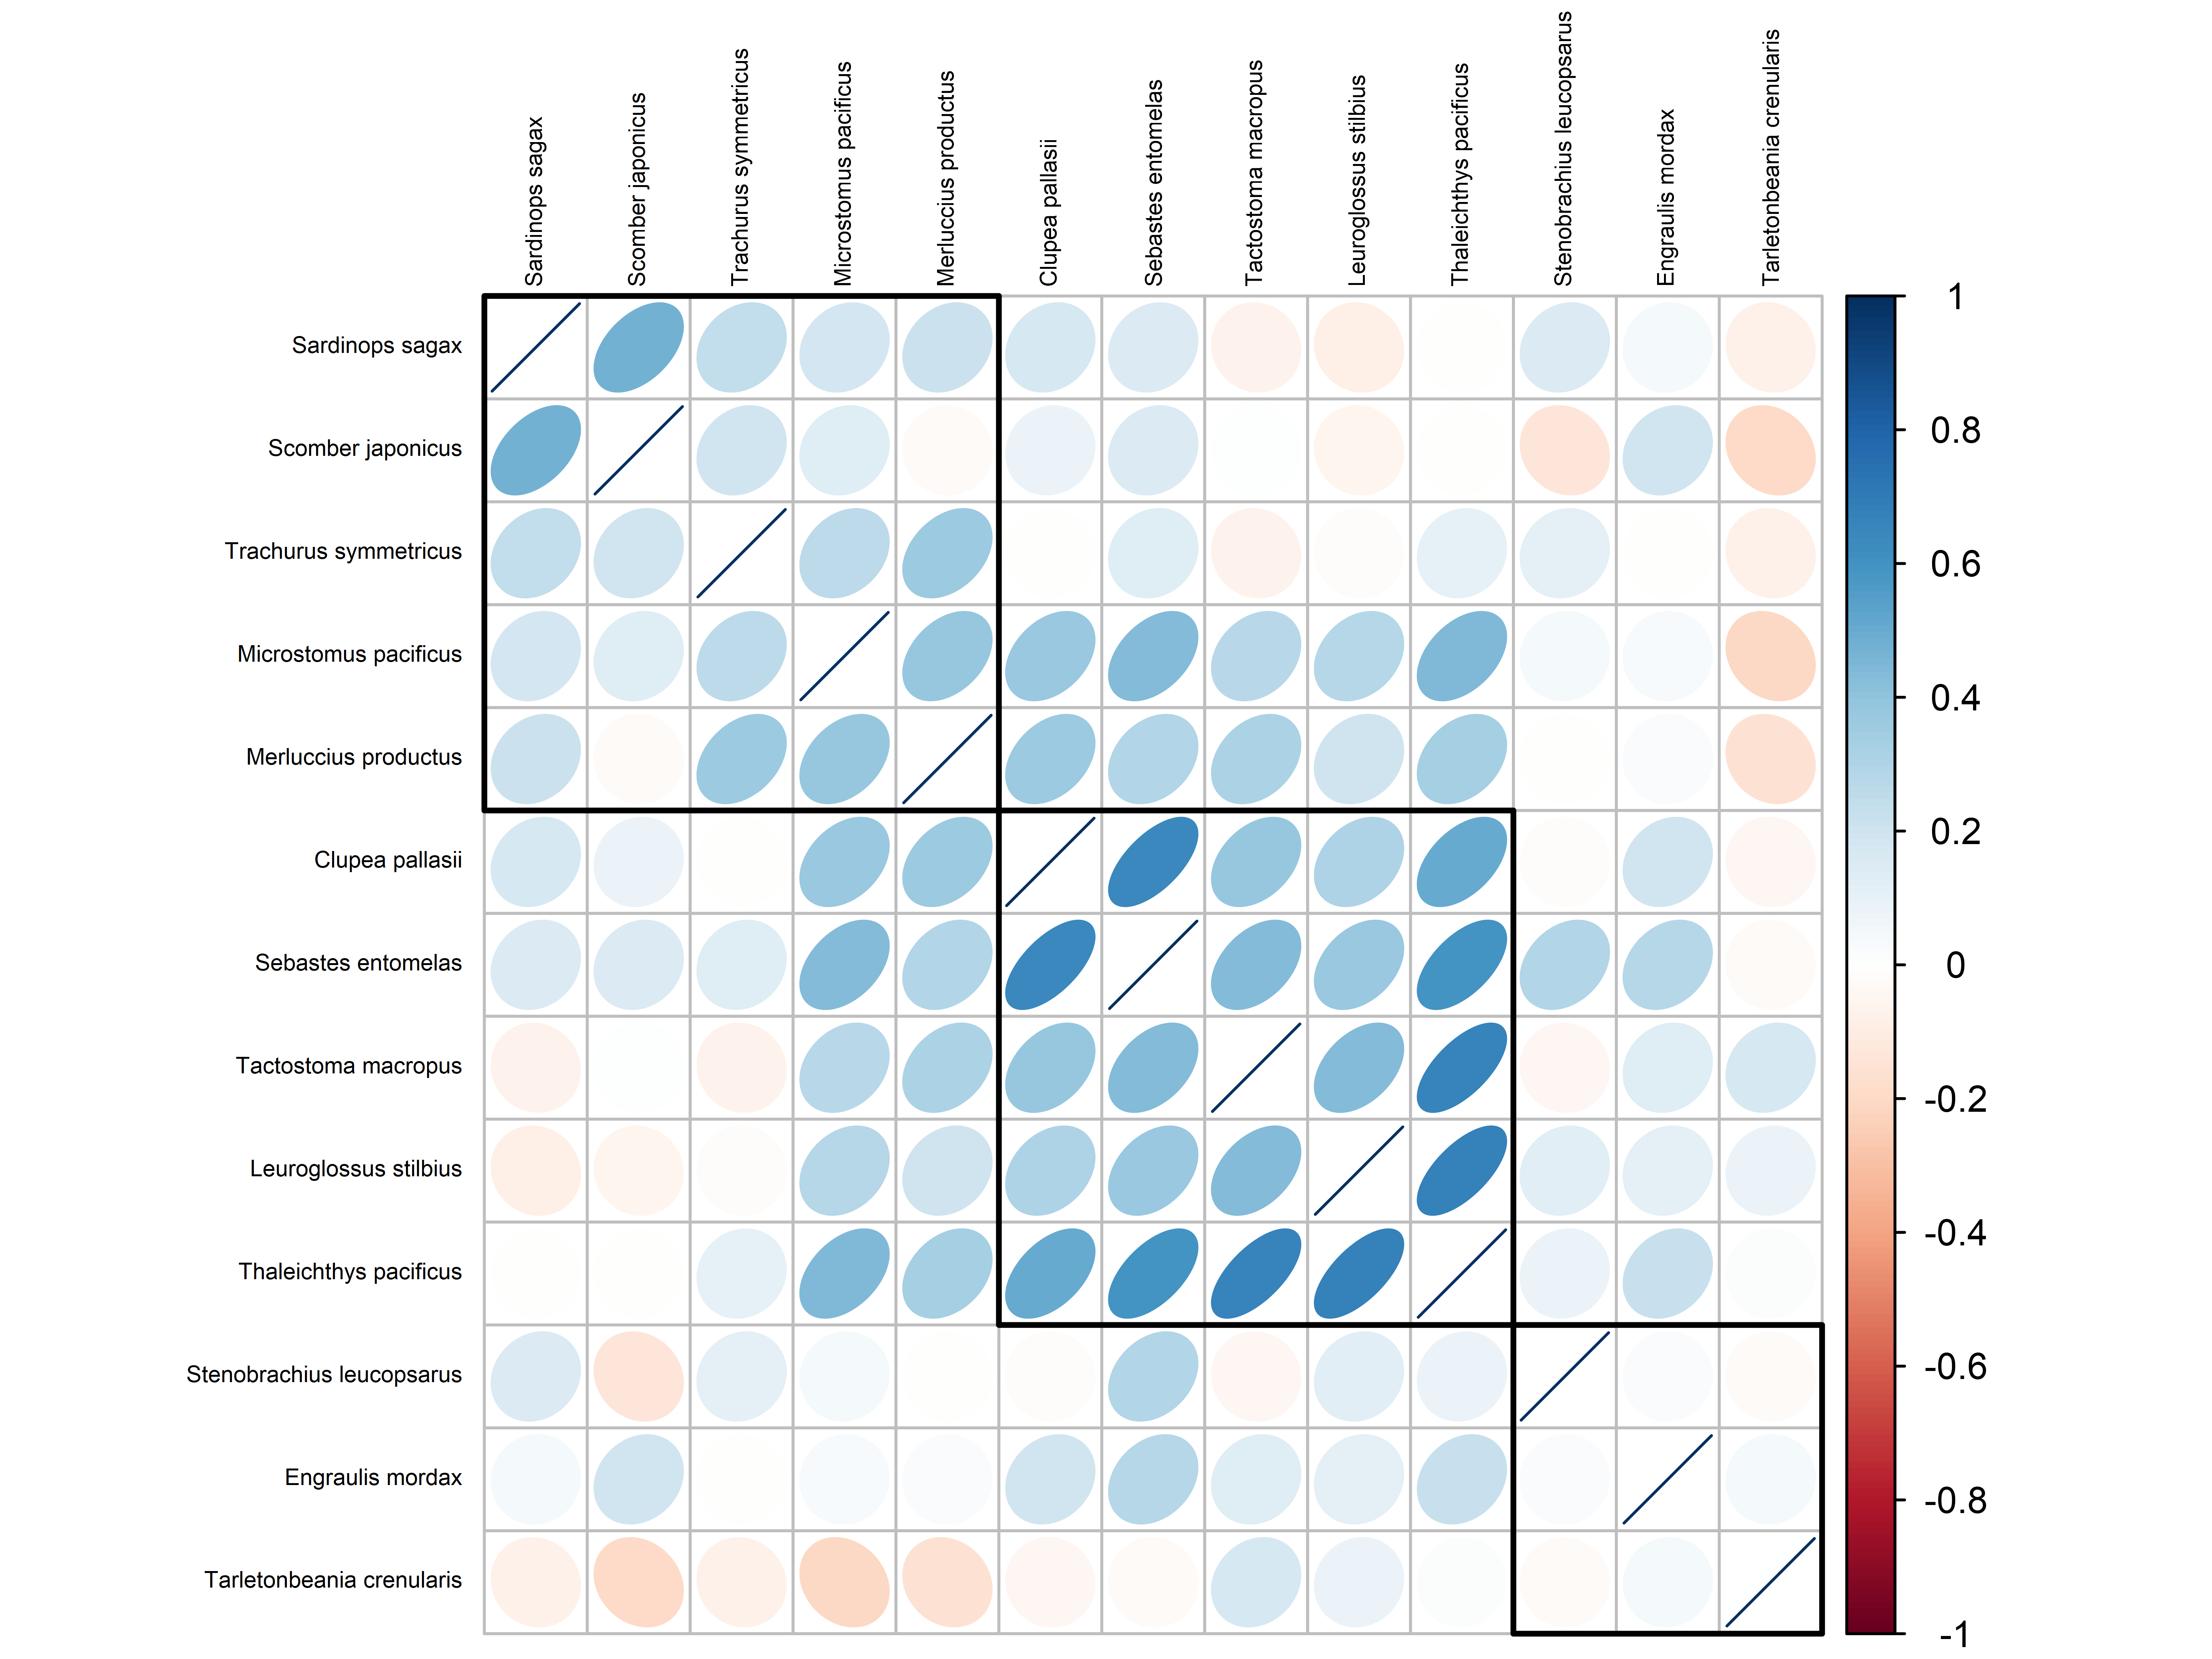 Sardinops sagax
Scomber japonicus
Trachurus symmetricus
Microstomus pacificus
Merluccius productus
Clupea pallasii
Sebastes entomelas
Tactostoma macropus
Leuroglossus stilbius
Thaleichthys pacificus
Stenobrachius leucopsarus
Engraulis mordax
Tarletonbeania crenularis
Sardinops sagax
Scomber japonicus
Trachurus symmetricus
Microstomus pacificus
Merluccius productus
Clupea pallasii
Sebastes entomelas
Tactostoma macropus
Leuroglossus stilbius
Thaleichthys pacificus
Stenobrachius leucopsarus
Engraulis mordax
Tarletonbeania crenularis
1
0.8
0.6
0.4
0.2
0
-0.2
-0.4
-0.6
-0.8
-1